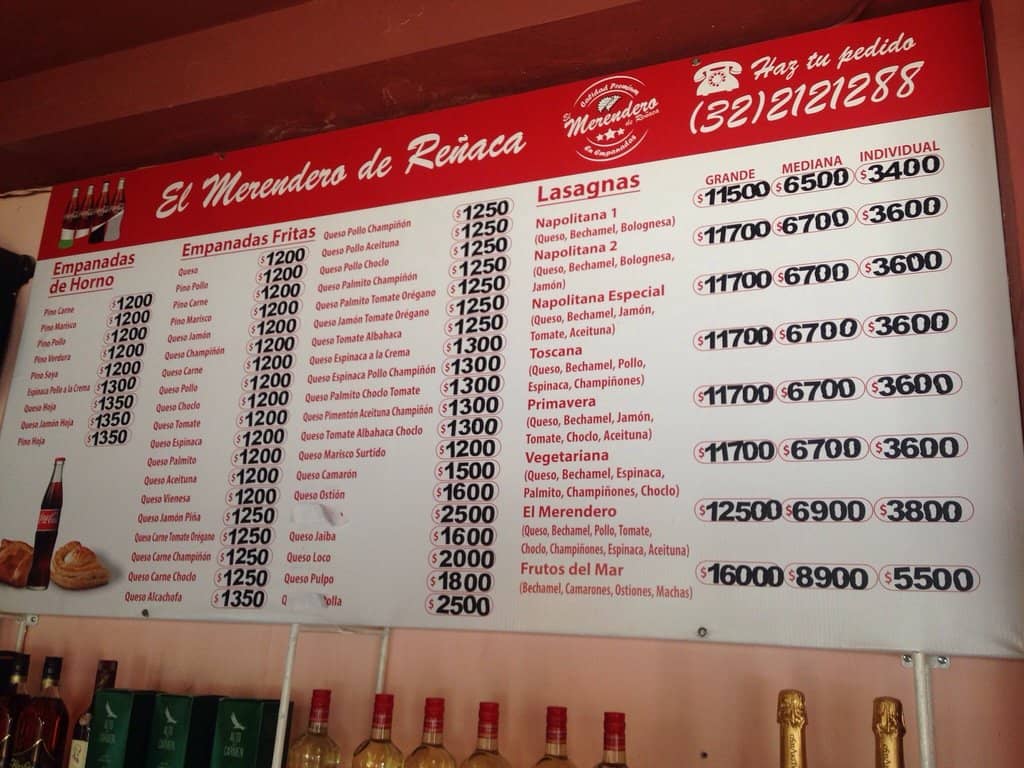 El Merendero de Reñaca
Calidad Premium
El Merendero de Reñaca
En Empanadas
Haz tu pedido
(32)2121288
Empanadas
de Horno
Pino Carne $1200
Pino Marisco $1200
Pino Pollo $1200
Pino Verdura $1200
Pino Soya $1200
Espinaca Pollo a la Crema $1300
Queso Hoja $1350
Queso Jamón Hoja $1350
Pino Hoja $1350
Coca-Cola
Empanadas Fritas
Queso $1200
Pino Pollo $1200
Pino Carne $1200
Pino Marisco $1200
Queso Jamón $1200
Queso Champiñón $1200
Queso Carne $1200
Queso Pollo $1200
Queso Choclo $1200
Queso Tomate $1200
Queso Espinaca $1200
Queso Palmito $1200
Queso Aceituna $1200
Queso Vienesa $1200
Queso Jamón Piña $1250
Queso Carne Tomate Orégano $1250
Queso Carne Champiñón $1250
Queso Carne Choclo $1250
Queso Alcachofa $1350
Queso Pollo Champiñón $1250
Queso Pollo Aceituna $1250
Queso Pollo Choclo $1250
Queso Palmito Champiñón $1250
Queso Palmito Tomate Orégano $1250
Queso Jamón Tomate Orégano $1250
Queso Tomate Albahaca $1250
Queso Espinaca a la Crema $1300
Queso Espinaca Pollo Champiñón $1300
Queso Palmito Choclo Tomate $1300
Queso Pimentón Aceituna Champiñón $1300
Queso Tomate Albahaca Choclo $1300
Queso Marisco Surtido $1200
Queso Camarón $1500
Queso Ostión $1600
$2500
Queso Jaiba $1600
Queso Loco $2000
Queso Pulpo $1800
$2500
Lasagnas
GRANDE MEDIANA INDIVIDUAL
Napolitana 1 $11500 $6500 $3400
(Queso, Bechamel, Bolognesa)
Napolitana 2 $11700 $6700 $3600
(Queso, Bechamel, Bolognesa,
Jamón)
Napolitana Especial $11700 $6700 $3600
(Queso, Bechamel, Jamón,
Tomate, Aceituna)
Toscana $11700 $6700 $3600
(Queso, Bechamel, Pollo,
Espinaca, Champiñones)
Primavera $11700 $6700 $3600
(Queso, Bechamel, Jamón,
Tomate, Choclo, Aceituna)
Vegetariana $11700 $6700 $3600
(Queso, Bechamel, Espinaca,
Palmito, Champiñones, Choclo)
El Merendero $12500 $6900 $3800
(Queso, Bechamel, Pollo, Tomate,
Choclo, Champiñones, Espinaca, Aceituna)
Frutos del Mar $16000 $8900 $5500
(Bechamel, Camarones, Ostiones, Machas)
ALTO
CARMEN
ALTO
CARMEN